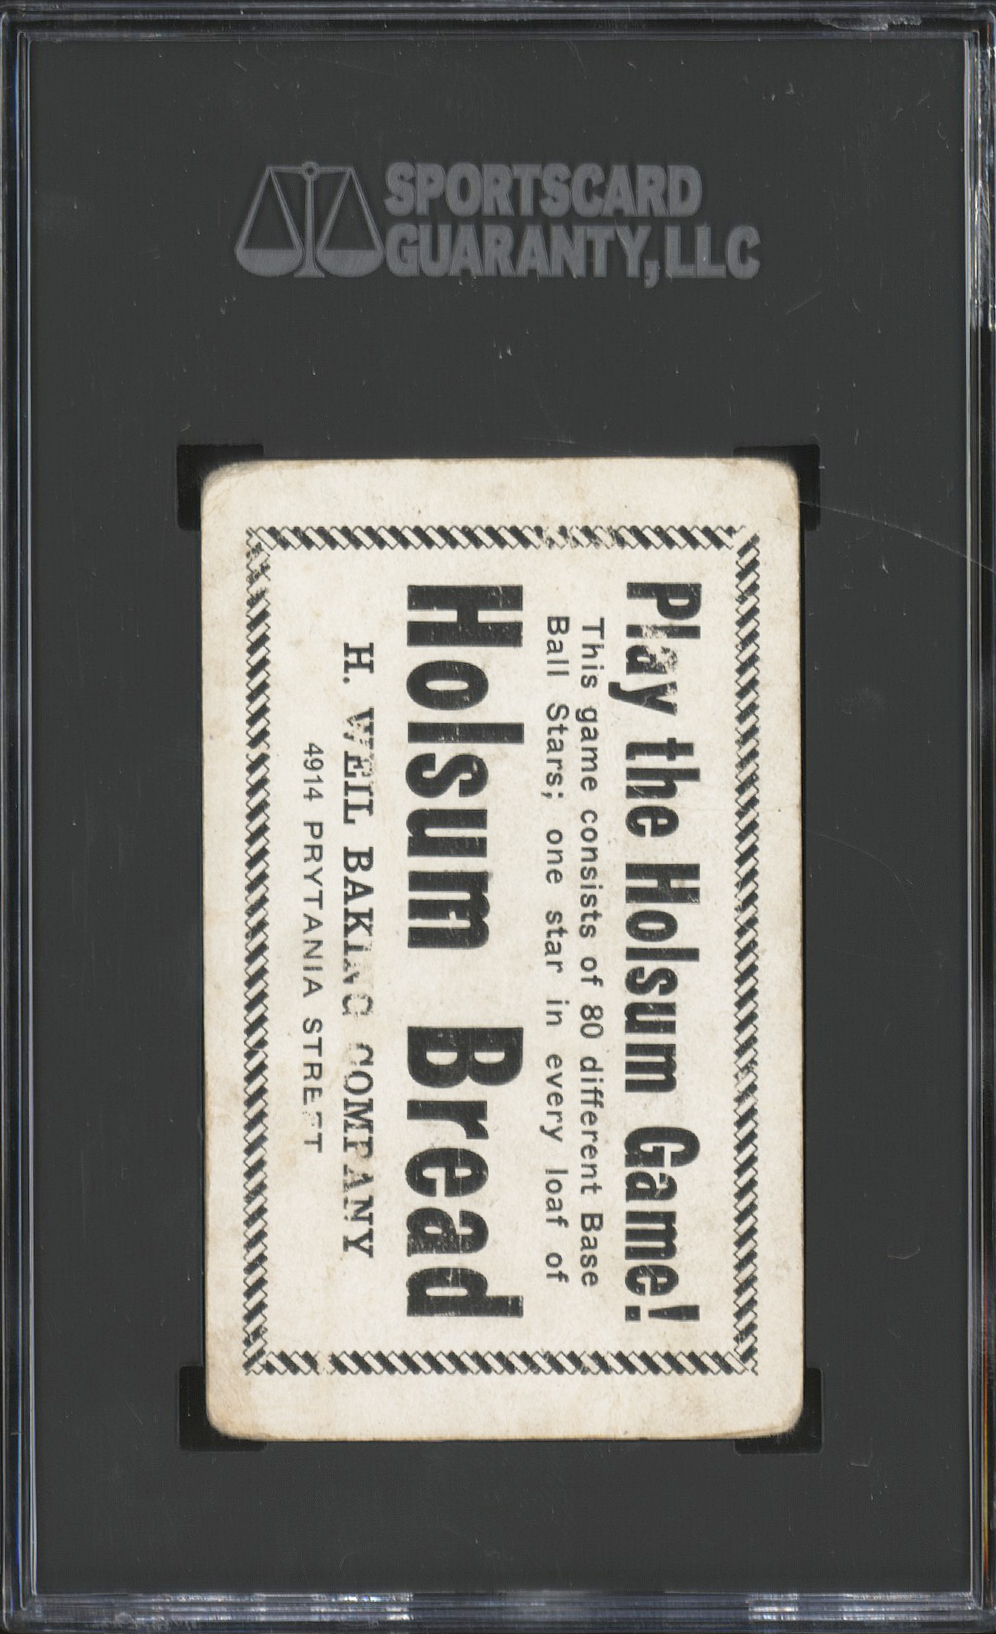 SPORTSCARD
GUARANTY, LLC
Play the Holsum Game!
This game consists of 80 different Base
Ball Stars; one star in every loaf of
Holsum Bread
H. WEIL BAKING COMPANY
4914 PRYTANIA STREET